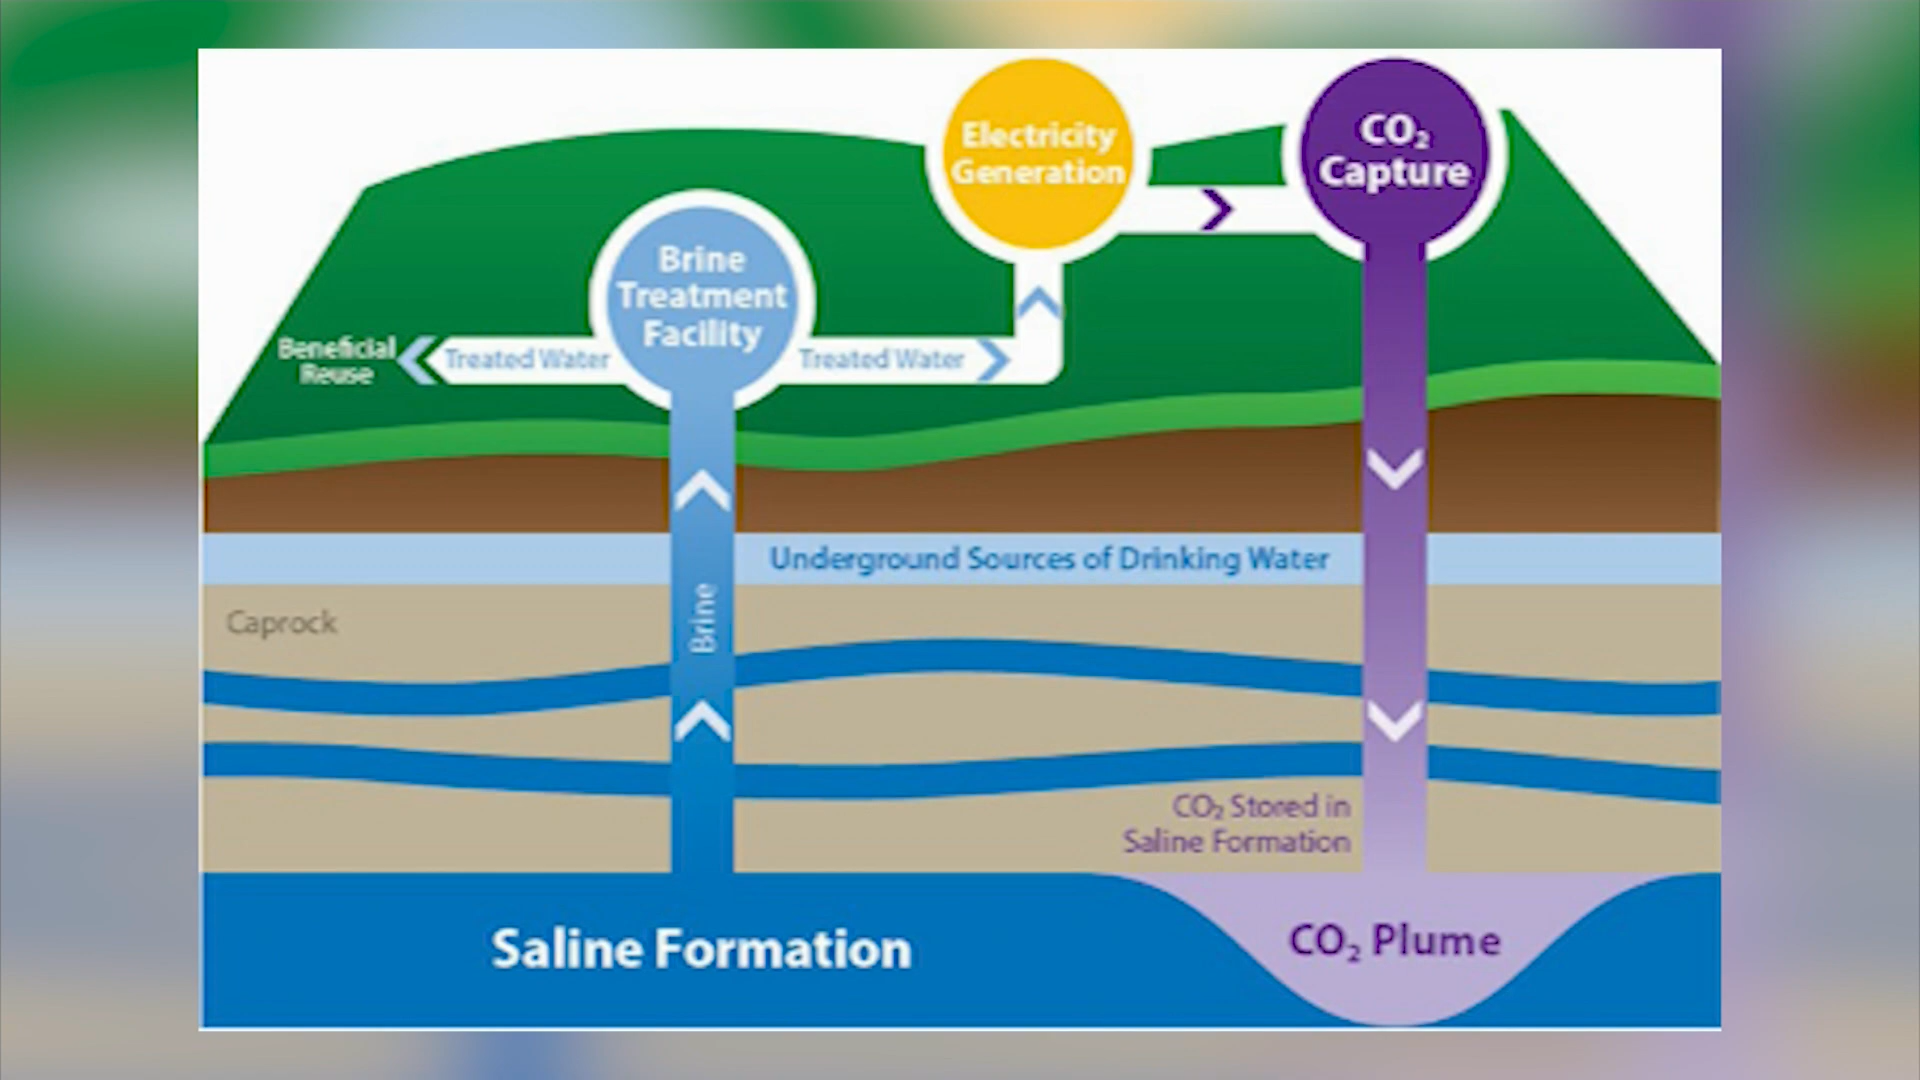 Electricity
Generation
CO₂
Capture
Brine
Treatment
Facility
Beneficial
Reuse
Treated Water
Treated Water
Underground Sources of Drinking Water
Caprock
Brine
CO₂ Stored in
Saline Formation
Saline Formation
CO₂ Plume